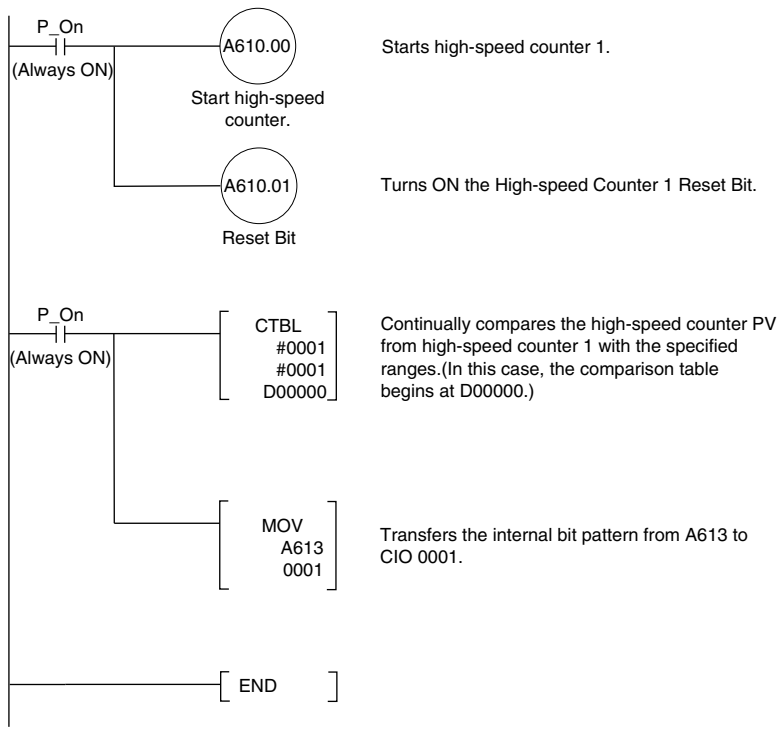 P_On
(Always ON)
A610.00
Start high-speed
counter.
Starts high-speed counter 1.
A610.01
Reset Bit
Turns ON the High-speed Counter 1 Reset Bit.
P_On
(Always ON)
CTBL
#0001
#0001
D00000
Continually compares the high-speed counter PV
from high-speed counter 1 with the specified
ranges.(In this case, the comparison table
begins at D00000.)
MOV
A613
0001
Transfers the internal bit pattern from A613 to
CIO 0001.
END